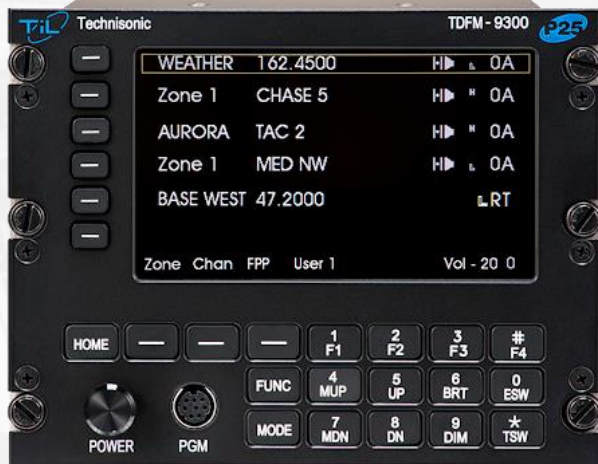 TiL Technisonic TDFM - 9300 P25
WEATHER 162.4500 L 0A
Zone 1 CHASE 5 H 0A
AURORA TAC 2 H 0A
Zone 1 MED NW L 0A
BASE WEST 47.2000 L RT
Zone Chan FPP User 1 Vol - 20 0
HOME 1 F1 2 F2 3 F3 # F4
FUNC 4 MUP 5 UP 6 BRT 0 ESW
MODE 7 MDN 8 DN 9 DIM * TSW
POWER PGM